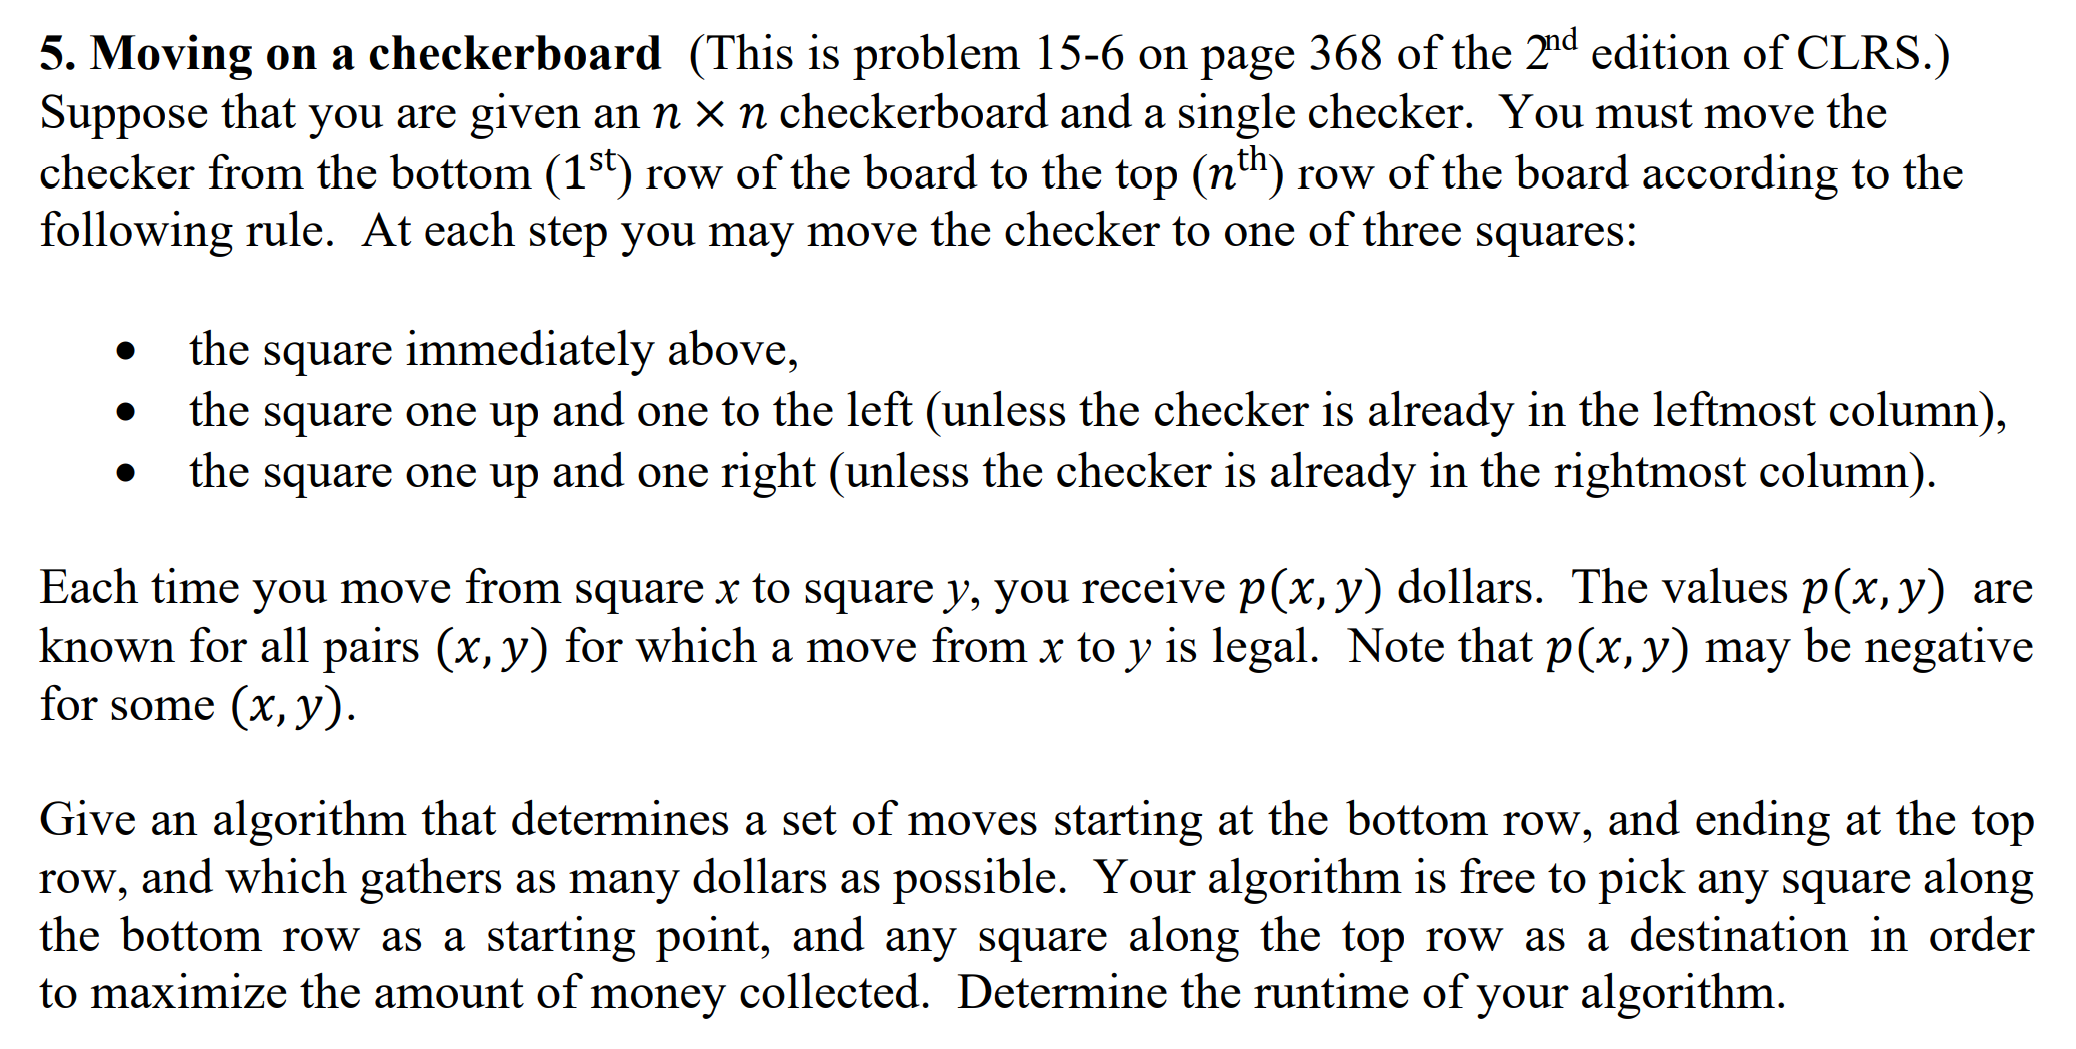 5. Moving on a checkerboard (This is problem 15-6 on page 368 of the 2nd edition of CLRS.)
Suppose that you are given an n × n checkerboard and a single checker. You must move the
checker from the bottom (1st) row of the board to the top (nth) row of the board according to the
following rule. At each step you may move the checker to one of three squares:
• the square immediately above,
• the square one up and one to the left (unless the checker is already in the leftmost column),
• the square one up and one right (unless the checker is already in the rightmost column).
Each time you move from square x to square y, you receive p(x, y) dollars. The values p(x, y) are
known for all pairs (x, y) for which a move from x to y is legal. Note that p(x, y) may be negative
for some (x, y).
Give an algorithm that determines a set of moves starting at the bottom row, and ending at the top
row, and which gathers as many dollars as possible. Your algorithm is free to pick any square along
the bottom row as a starting point, and any square along the top row as a destination in order
to maximize the amount of money collected. Determine the runtime of your algorithm.